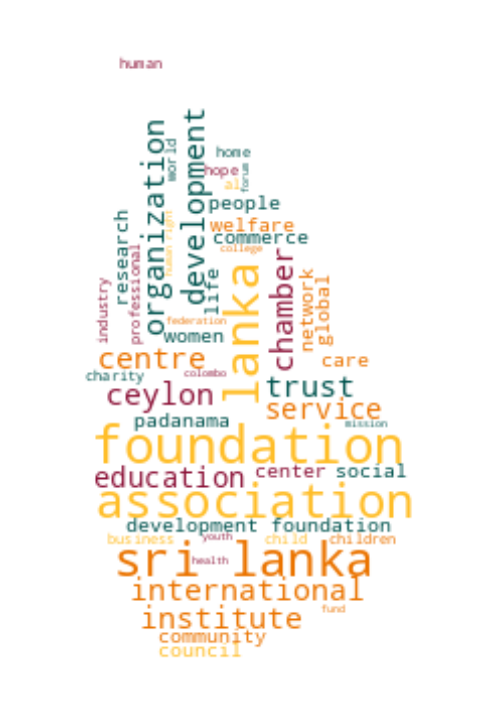 human
organization
world
development
home
hope
forum
al
people
research
human right
welfare
commerce
college
professional
industry
life
lanka
chamber
network
global
federation
women
centre
care
charity
colombo
ceylon
trust
service
padanama
mission
foundation
education
center
social
association
development foundation
business
youth
child
children
sri lanka
health
international
institute
fund
community
council